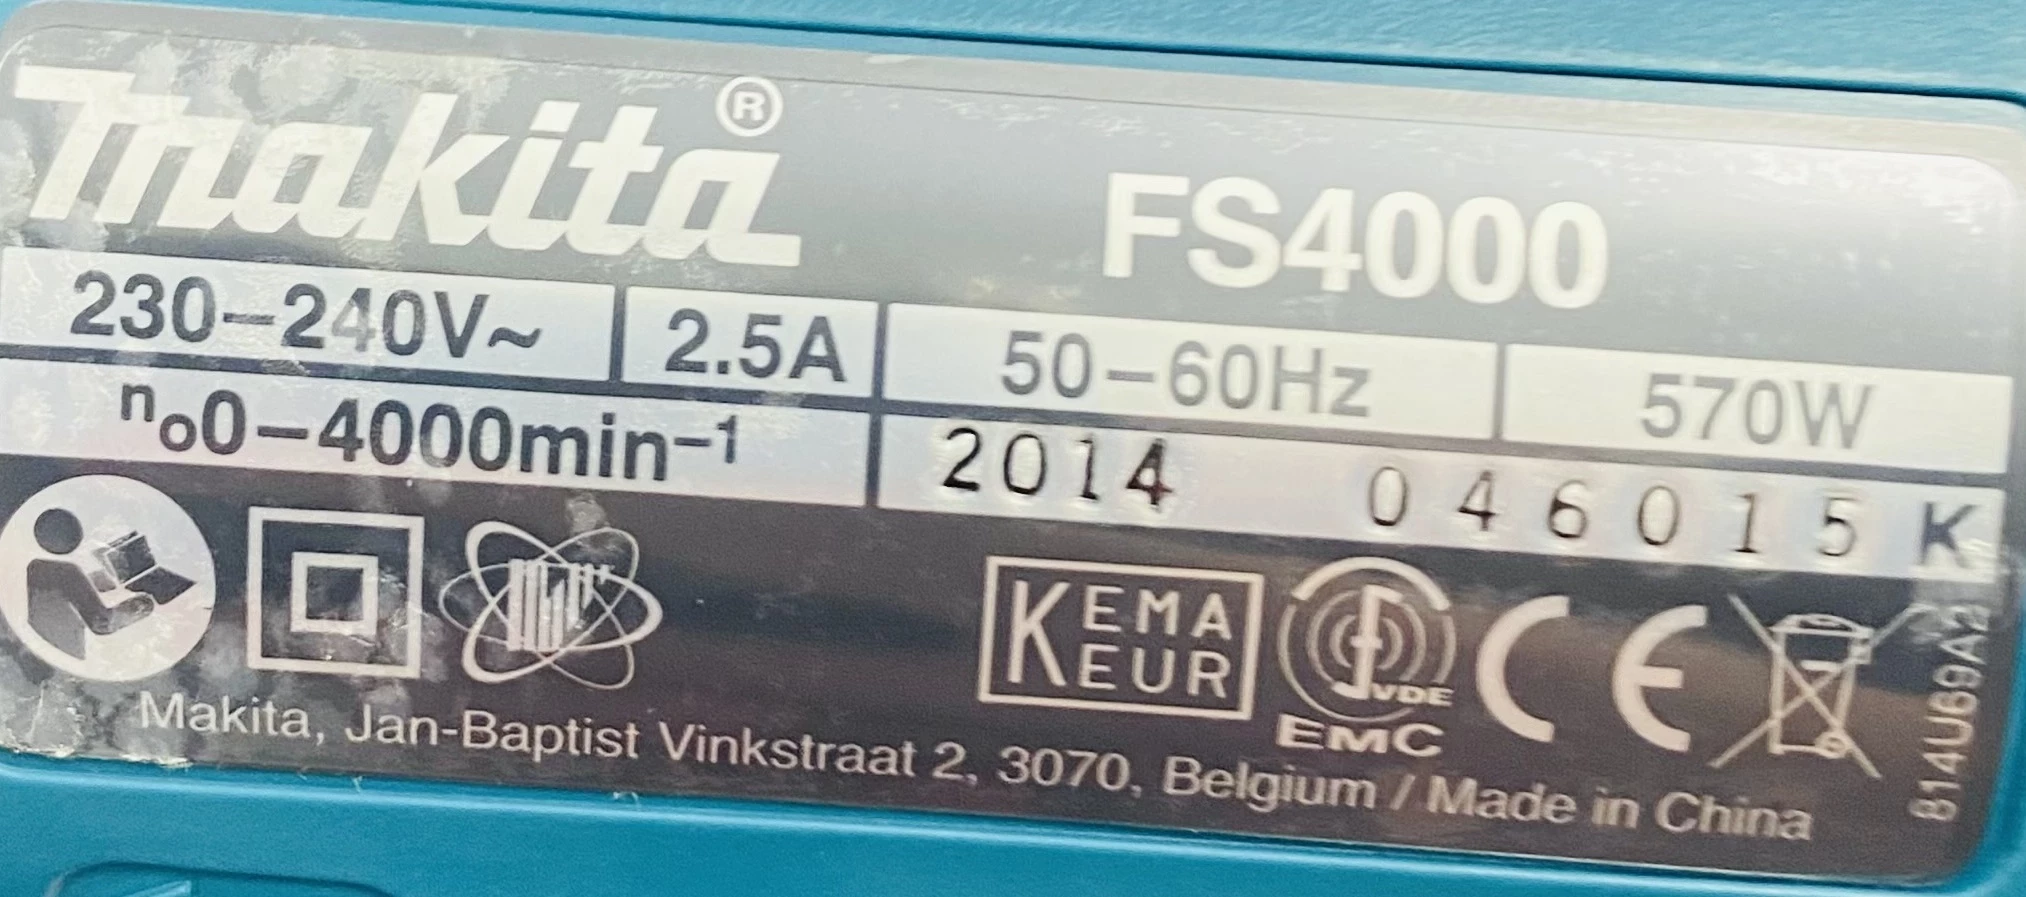 Makita® FS4000
230-240V~ 2.5A 50-60Hz 570W
n₀0-4000min⁻¹ 2014 046015 K
KEMA
KEUR
VDE
EMC
CE
Makita, Jan-Baptist Vinkstraat 2, 3070, Belgium / Made in China
814U69A2